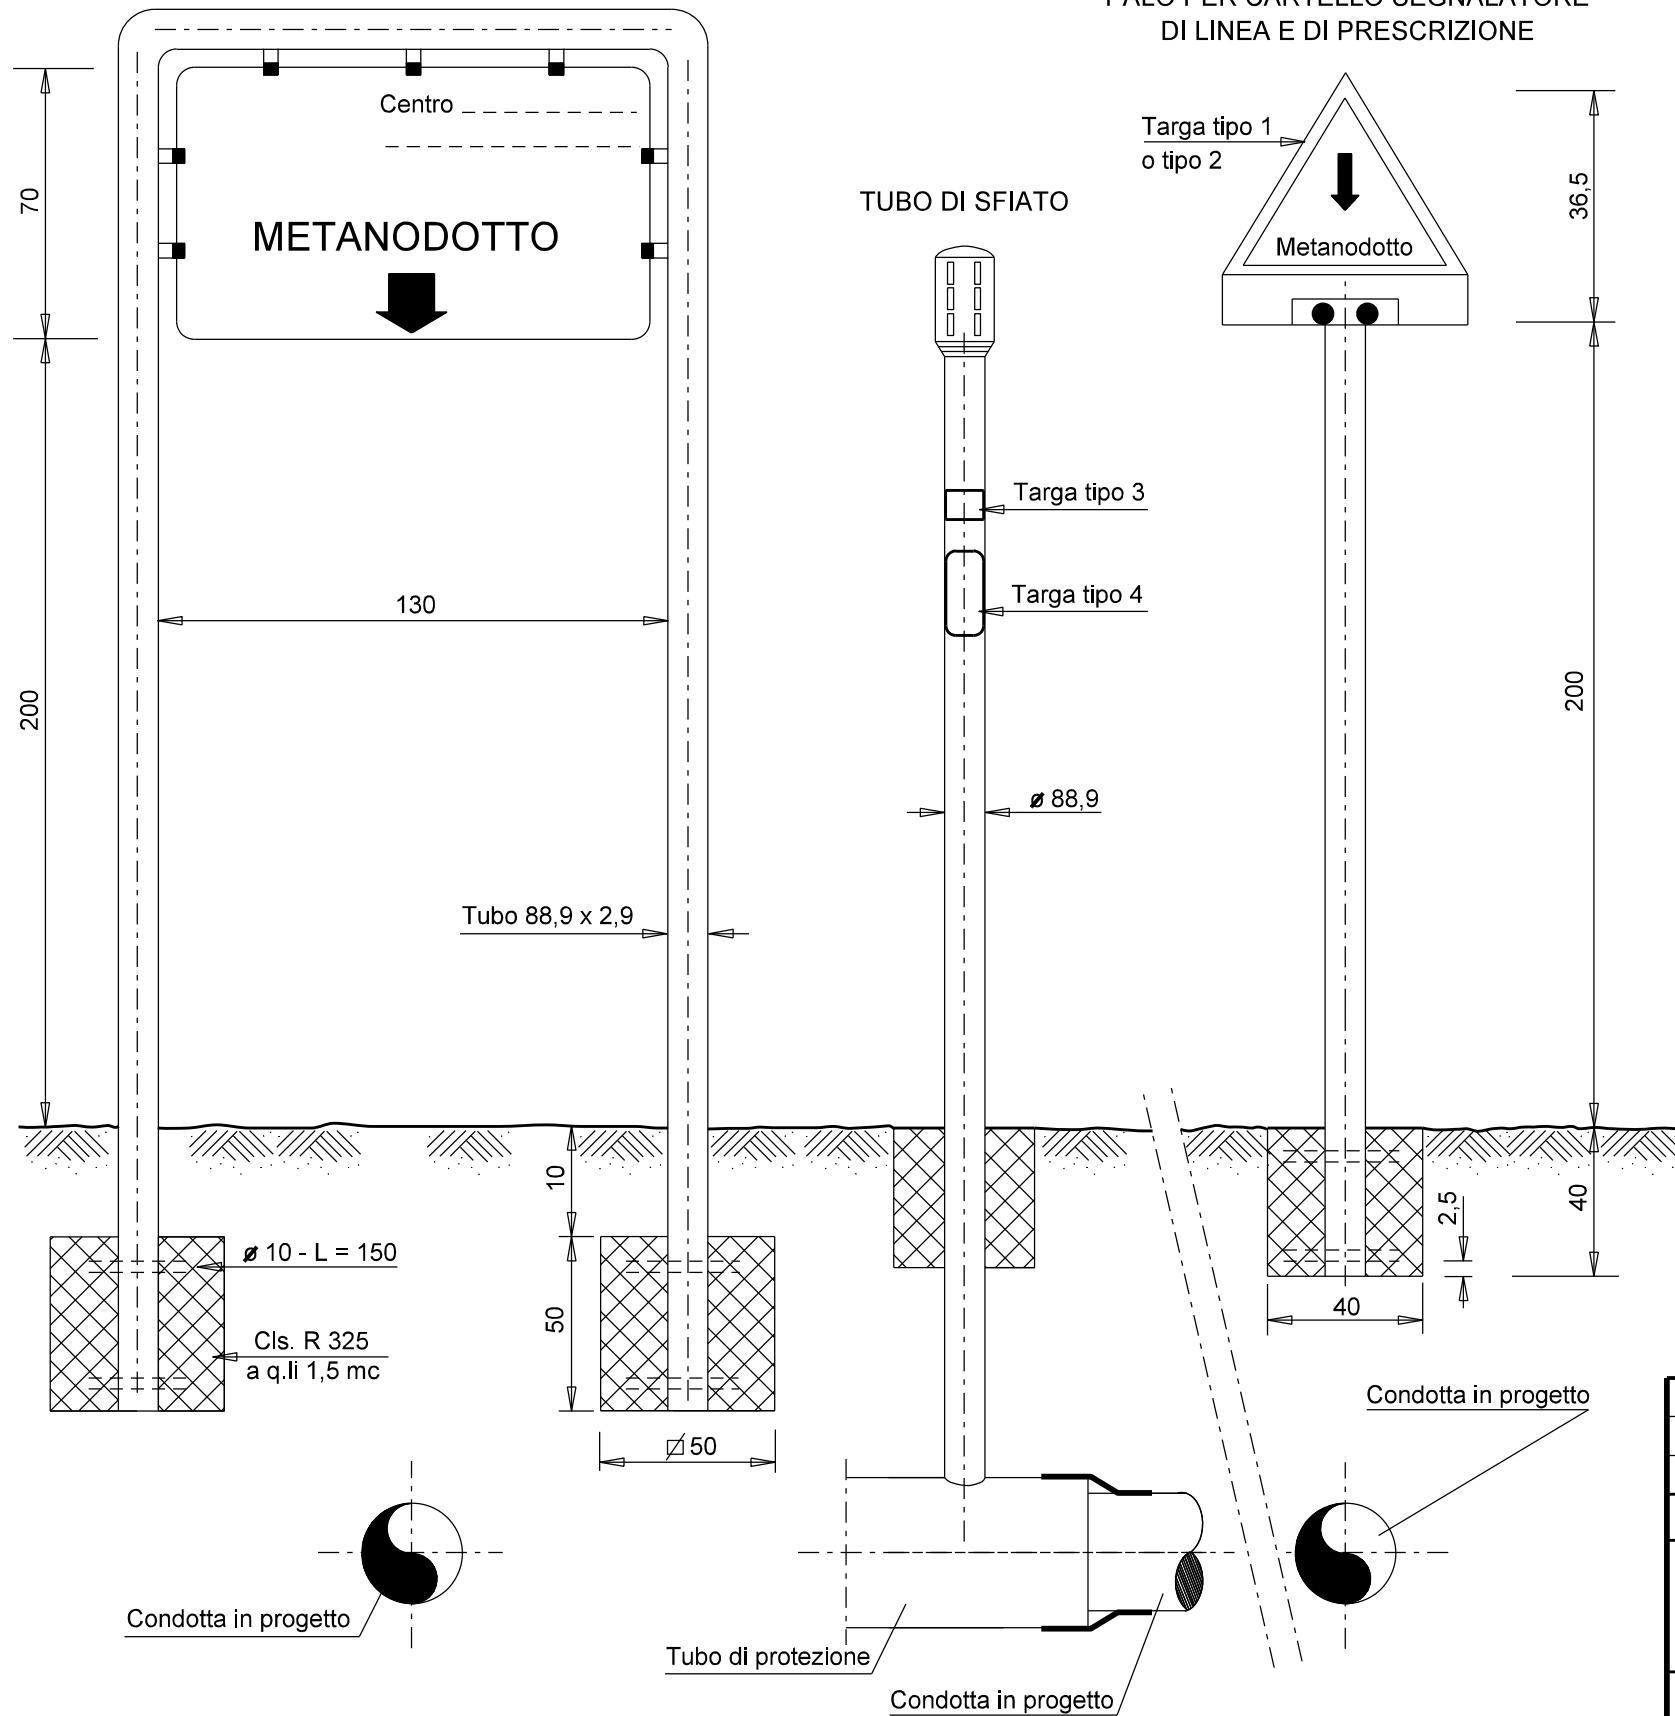 PALO PER CARTELLO SEGNALATORE
DI LINEA E DI PRESCRIZIONE
Centro
METANODOTTO
70
200
130
Tubo 88,9 x 2,9
10
50
ø 10 - L = 150
Cls. R 325
a q.li 1,5 mc
50
Condotta in progetto
TUBO DI SFIATO
Targa tipo 3
Targa tipo 4
ø 88,9
Tubo di protezione
Condotta in progetto
Targa tipo 1
o tipo 2
Metanodotto
36,5
200
40
2,5
40
Condotta in progetto